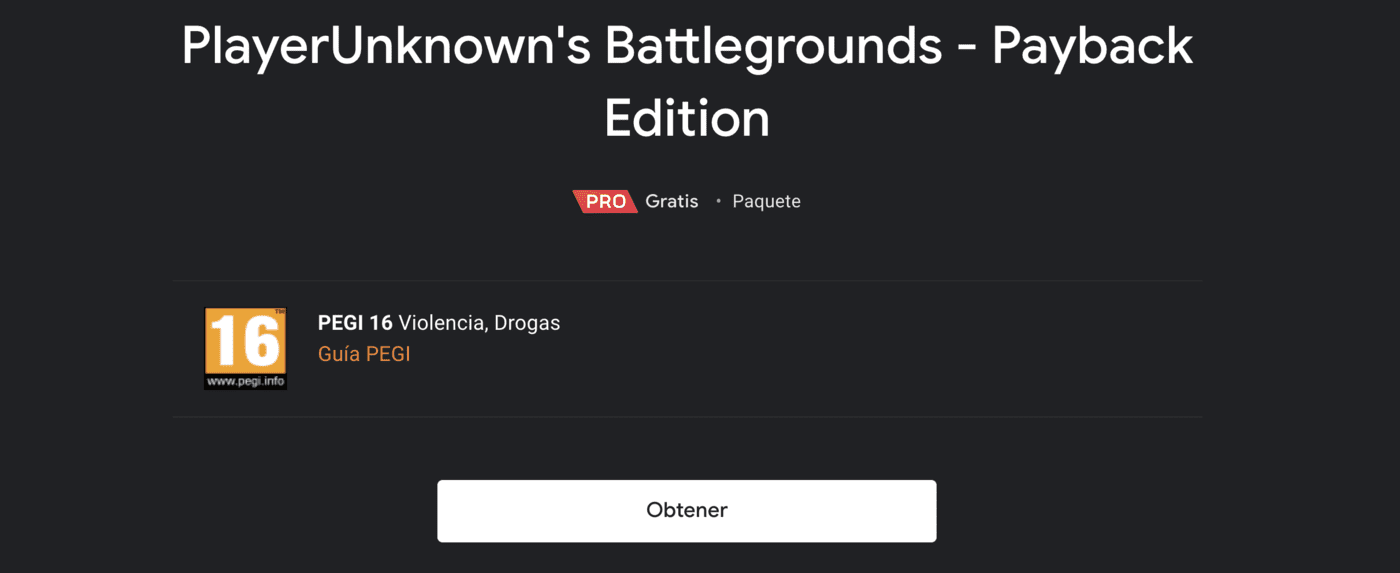 PlayerUnknown's Battlegrounds - Payback
Edition
PRO Gratis • Paquete
16
TM
www.pegi.info
PEGI 16 Violencia, Drogas
Guía PEGI
Obtener